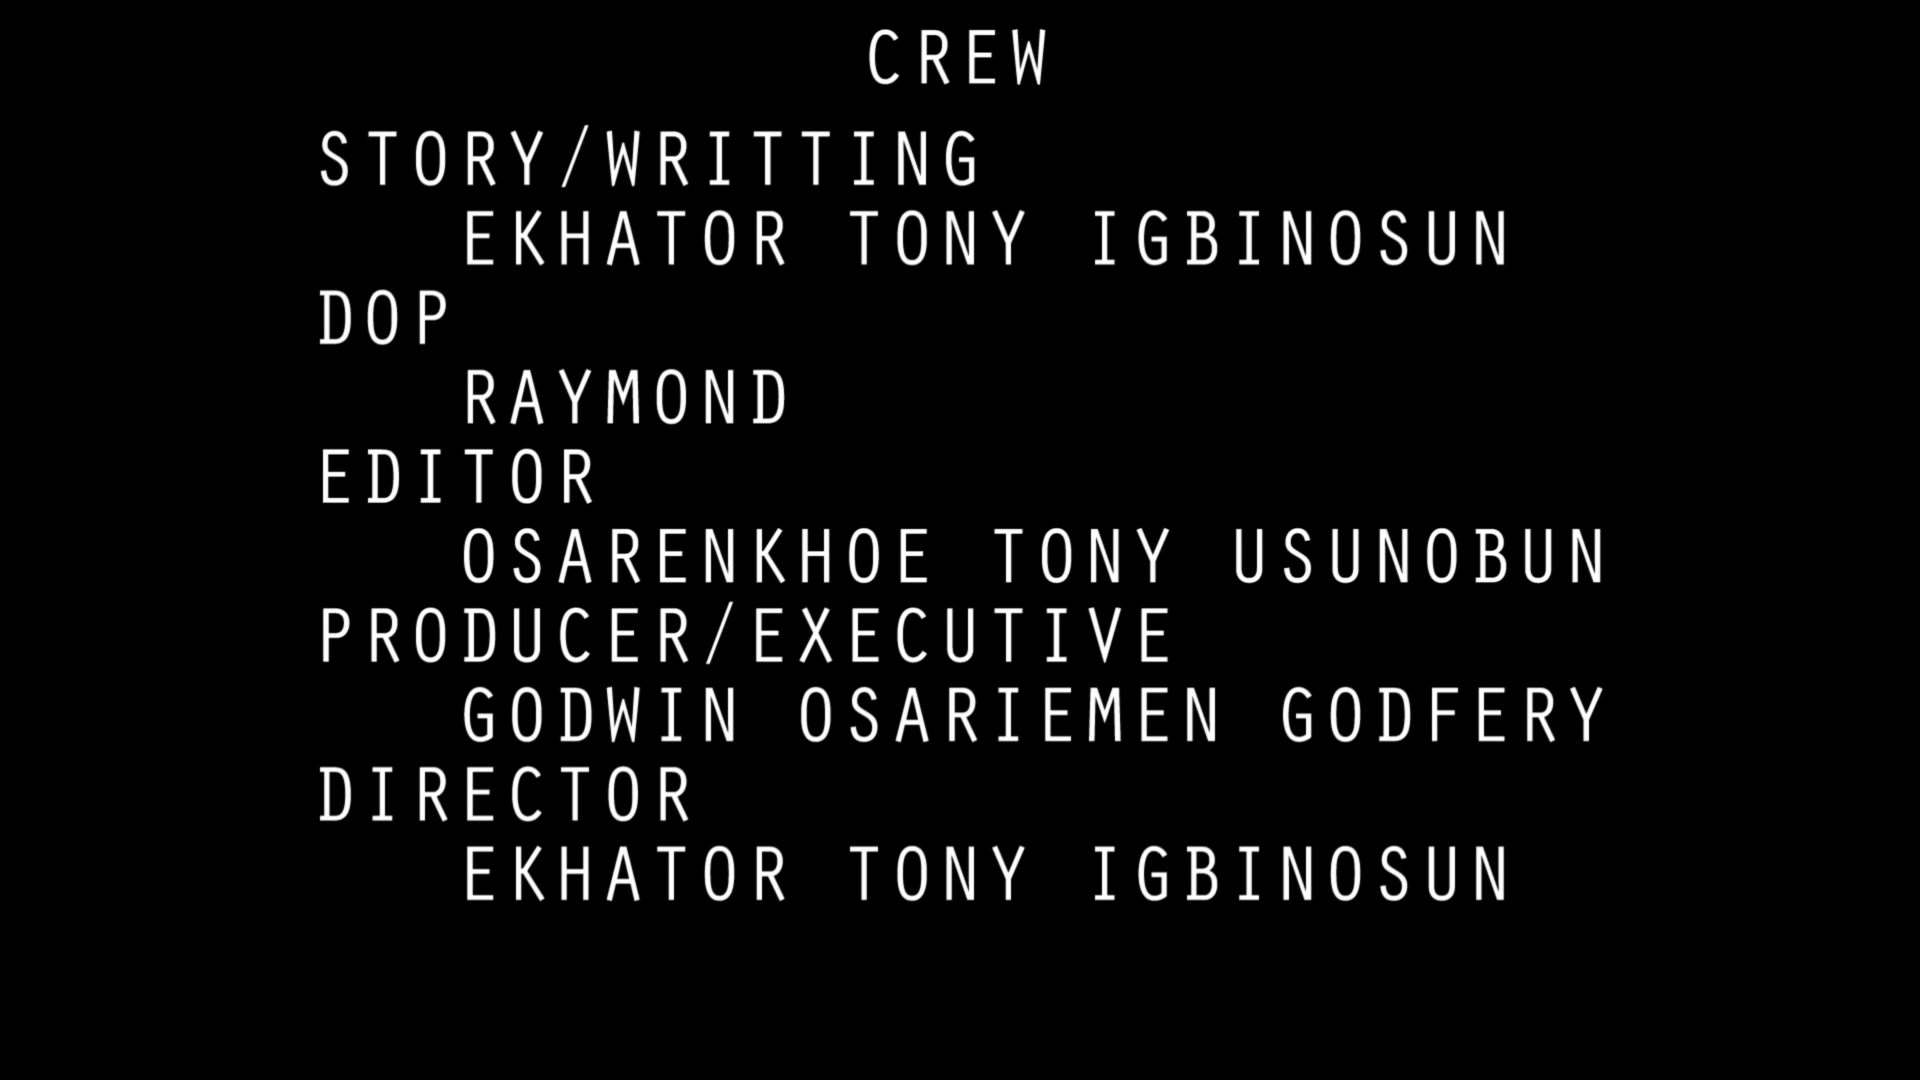 CREW
STORY/WRITTING
EKHATOR TONY IGBINOSUN
DOP
RAYMOND
EDITOR
OSARENKHOE TONY USUNOBUN
PRODUCER/EXECUTIVE
GODWIN OSARIEMEN GODFERY
DIRECTOR
EKHATOR TONY IGBINOSUN